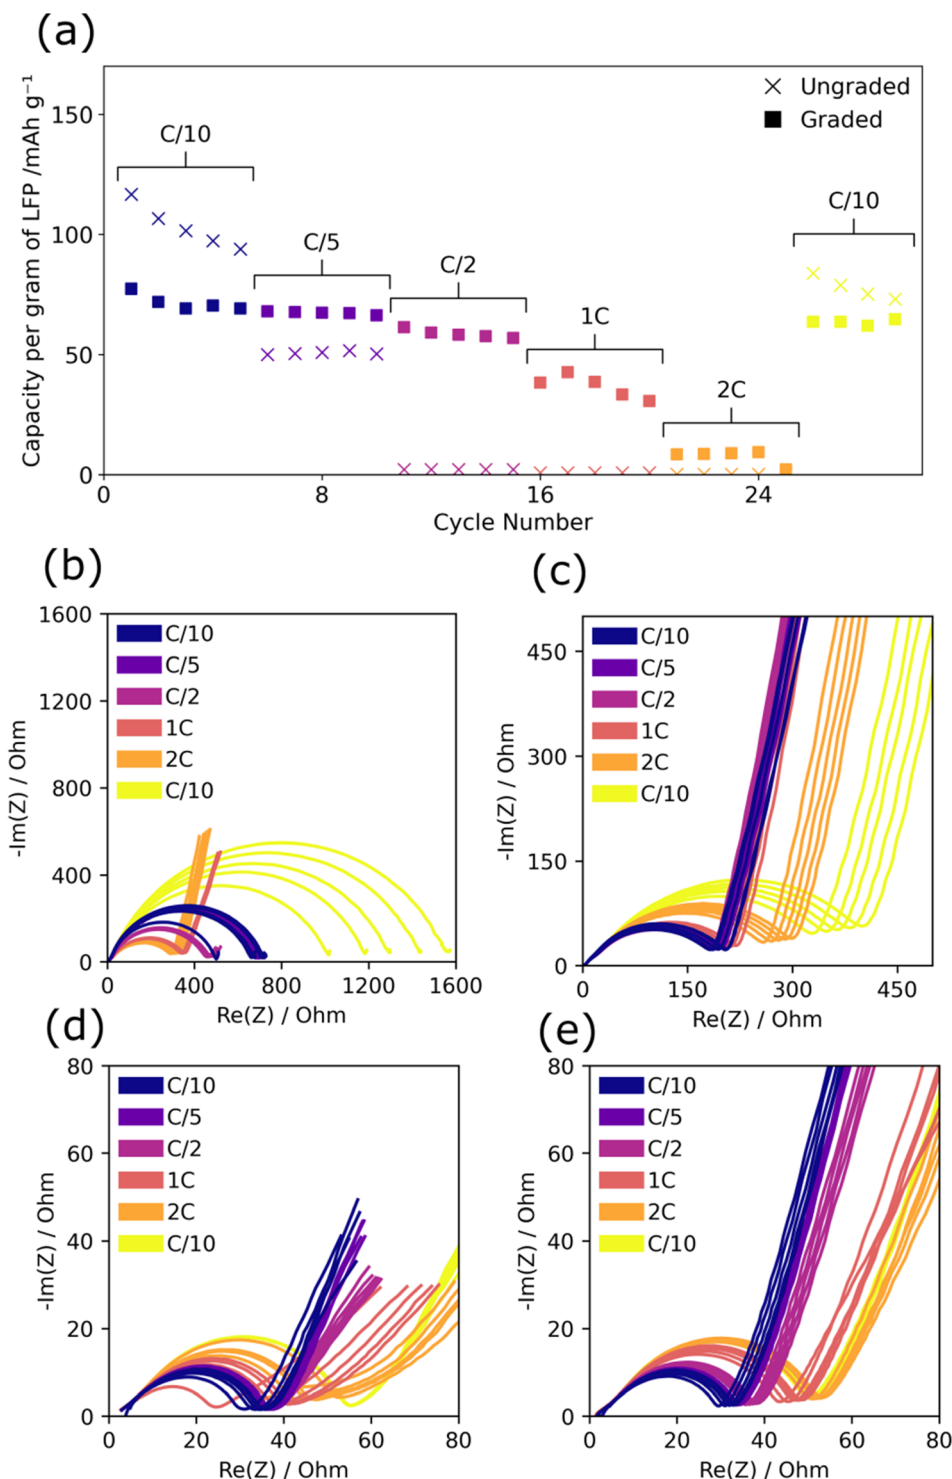 (a)
Capacity per gram of LFP /mAh g⁻¹
150
100
50
0
× Ungraded
■ Graded
C/10
C/5
C/2
1C
2C
C/10
0 8 16 24
Cycle Number
(b)
-Im(Z) / Ohm
1600
1200
800
400
0
C/10
C/5
C/2
1C
2C
C/10
0 400 800 1200 1600
Re(Z) / Ohm
(c)
-Im(Z) / Ohm
450
300
150
0
C/10
C/5
C/2
1C
2C
C/10
0 150 300 450
Re(Z) / Ohm
(d)
-Im(Z) / Ohm
80
60
40
20
0
C/10
C/5
C/2
1C
2C
C/10
0 20 40 60 80
Re(Z) / Ohm
(e)
-Im(Z) / Ohm
80
60
40
20
0
C/10
C/5
C/2
1C
2C
C/10
0 20 40 60 80
Re(Z) / Ohm